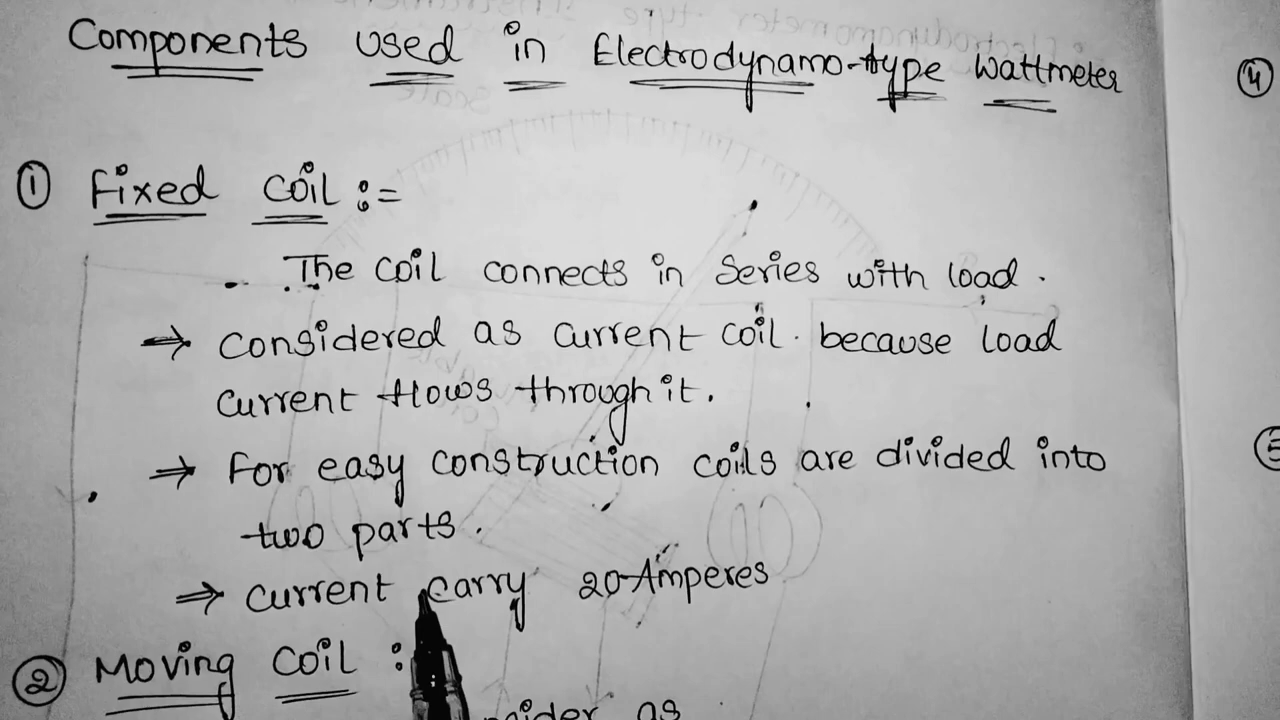 Components used in Electrodynamo-type Wattmeter
① Fixed coil :=
The coil connects in series with load.
⇒ Considered as current coil. because load
current flows through it.
⇒ For easy construction coils are divided into
two parts.
⇒ current carry 20-Amperes
② Moving coil :
as
④